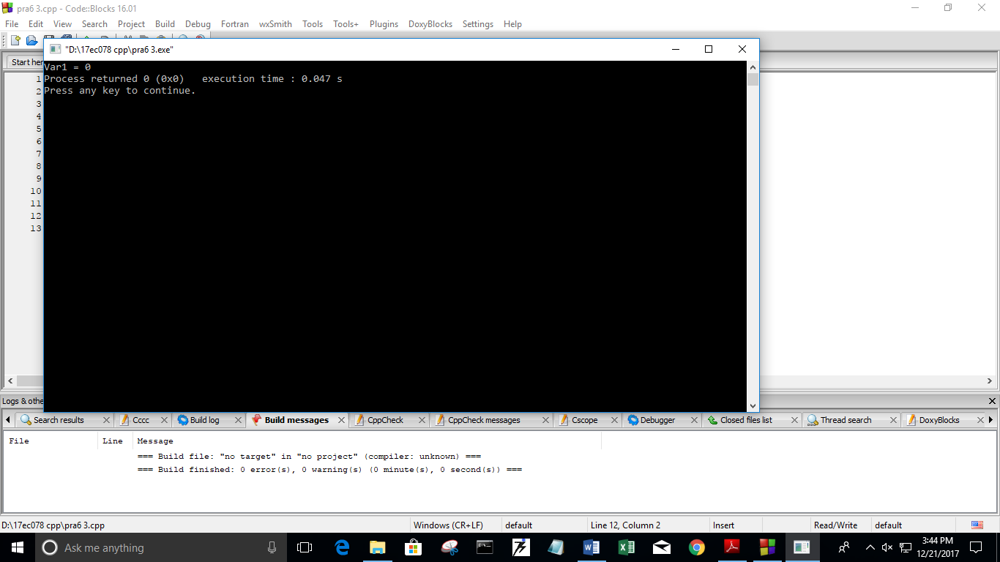 pra6 3.cpp - Code::Blocks 16.01
File Edit View Search Project Build Debug Fortran wxSmith Tools Tools+ Plugins DoxyBlocks Settings Help
"D:\17ec078 cpp\pra6 3.exe"
Start her
Var1 = 0
Process returned 0 (0x0)   execution time : 0.047 s
Press any key to continue.
1
2
3
4
5
6
7
8
9
10
11
12
13
Logs & othe
Search results Cccc Build log Build messages CppCheck CppCheck messages Cscope Debugger Closed files list Thread search DoxyBlocks
File Line Message
=== Build file: "no target" in "no project" (compiler: unknown) ===
=== Build finished: 0 error(s), 0 warning(s) (0 minute(s), 0 second(s)) ===
D:\17ec078 cpp\pra6 3.cpp Windows (CR+LF) default Line 12, Column 2 Insert Read/Write default
Ask me anything
3:44 PM
12/21/2017